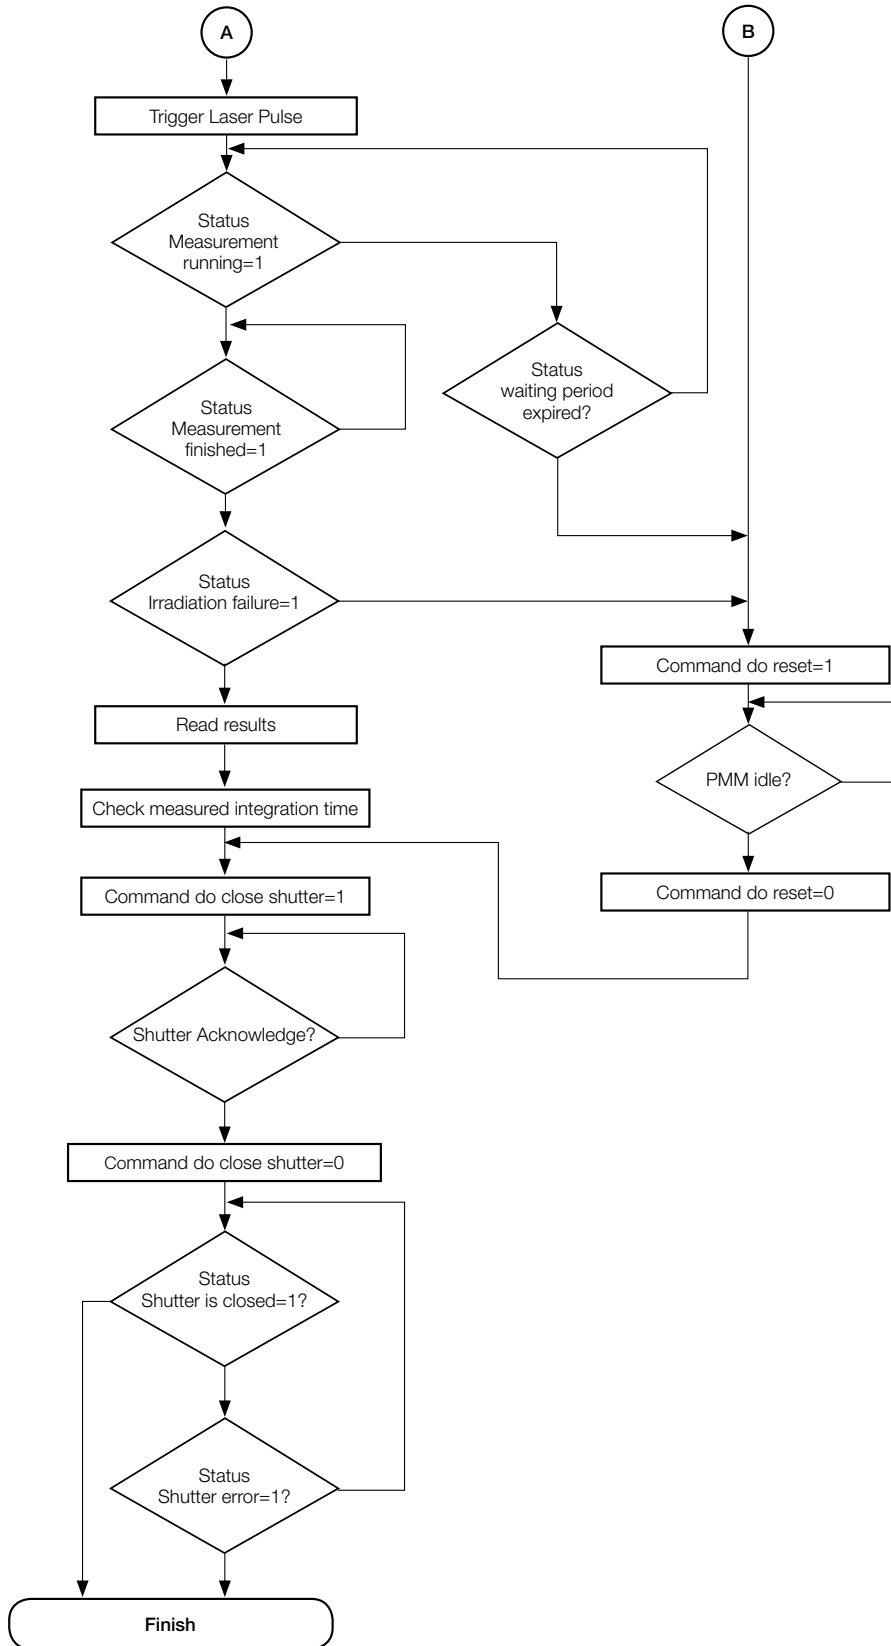 A
B
Trigger Laser Pulse
Status
Measurement
running=1
Status
waiting period
expired?
Status
Measurement
finished=1
Status
Irradiation failure=1
Command do reset=1
Read results
PMM idle?
Check measured integration time
Command do close shutter=1
Command do reset=0
Shutter Acknowledge?
Command do close shutter=0
Status
Shutter is closed=1?
Status
Shutter error=1?
Finish